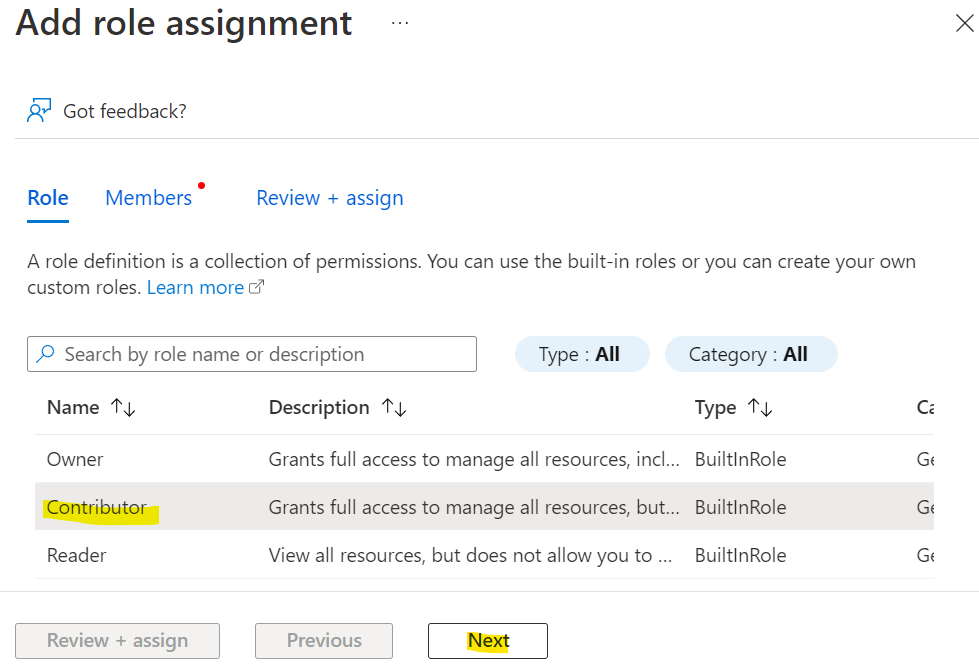 Add role assignment ...
Got feedback?
Role Members Review + assign
A role definition is a collection of permissions. You can use the built-in roles or you can create your own
custom roles. Learn more
Search by role name or description Type : All Category : All
Name Description Type Ca
Owner Grants full access to manage all resources, incl... BuiltInRole Ge
Contributor Grants full access to manage all resources, but... BuiltInRole Ge
Reader View all resources, but does not allow you to ... BuiltInRole Ge
Review + assign Previous Next